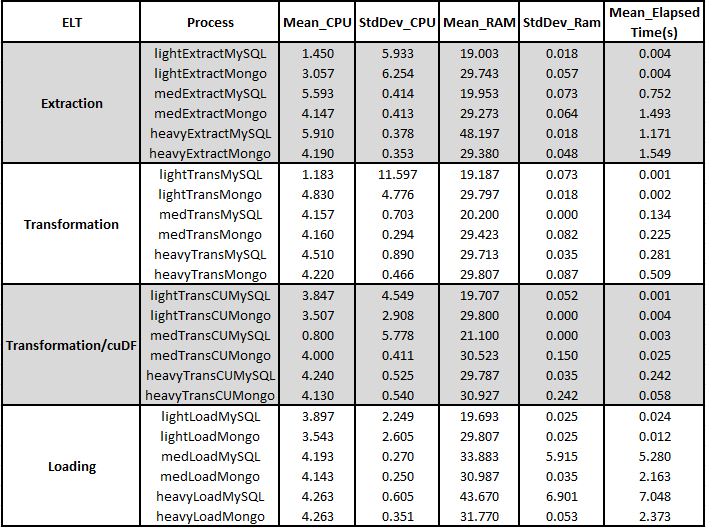 ELT Process Mean_CPU StdDev_CPU Mean_RAM StdDev_Ram Mean_Elapsed Time(s)
Extraction
lightExtractMySQL 1.450 5.933 19.003 0.018 0.004
lightExtractMongo 3.057 6.254 29.743 0.057 0.004
medExtractMySQL 5.593 0.414 19.953 0.073 0.752
medExtractMongo 4.147 0.413 29.273 0.064 1.493
heavyExtractMySQL 5.910 0.378 48.197 0.018 1.171
heavyExtractMongo 4.190 0.353 29.380 0.048 1.549
Transformation
lightTransMySQL 1.183 11.597 19.187 0.073 0.001
lightTransMongo 4.830 4.776 29.797 0.018 0.002
medTransMySQL 4.157 0.703 20.200 0.000 0.134
medTransMongo 4.160 0.294 29.423 0.082 0.225
heavyTransMySQL 4.510 0.890 29.713 0.035 0.281
heavyTransMongo 4.220 0.466 29.807 0.087 0.509
Transformation/cuDF
lightTransCUMySQL 3.847 4.549 19.707 0.052 0.001
lightTransCUMongo 3.507 2.908 29.800 0.000 0.004
medTransCUMySQL 0.800 5.778 21.100 0.000 0.003
medTransCUMongo 4.000 0.411 30.523 0.150 0.025
heavyTransCUMySQL 4.240 0.525 29.787 0.035 0.242
heavyTransCUMongo 4.130 0.540 30.927 0.242 0.058
Loading
lightLoadMySQL 3.897 2.249 19.693 0.025 0.024
lightLoadMongo 3.543 2.605 29.807 0.025 0.012
medLoadMySQL 4.193 0.270 33.883 5.915 5.280
medLoadMongo 4.143 0.250 30.987 0.035 2.163
heavyLoadMySQL 4.263 0.605 43.670 6.901 7.048
heavyLoadMongo 4.263 0.351 31.770 0.053 2.373